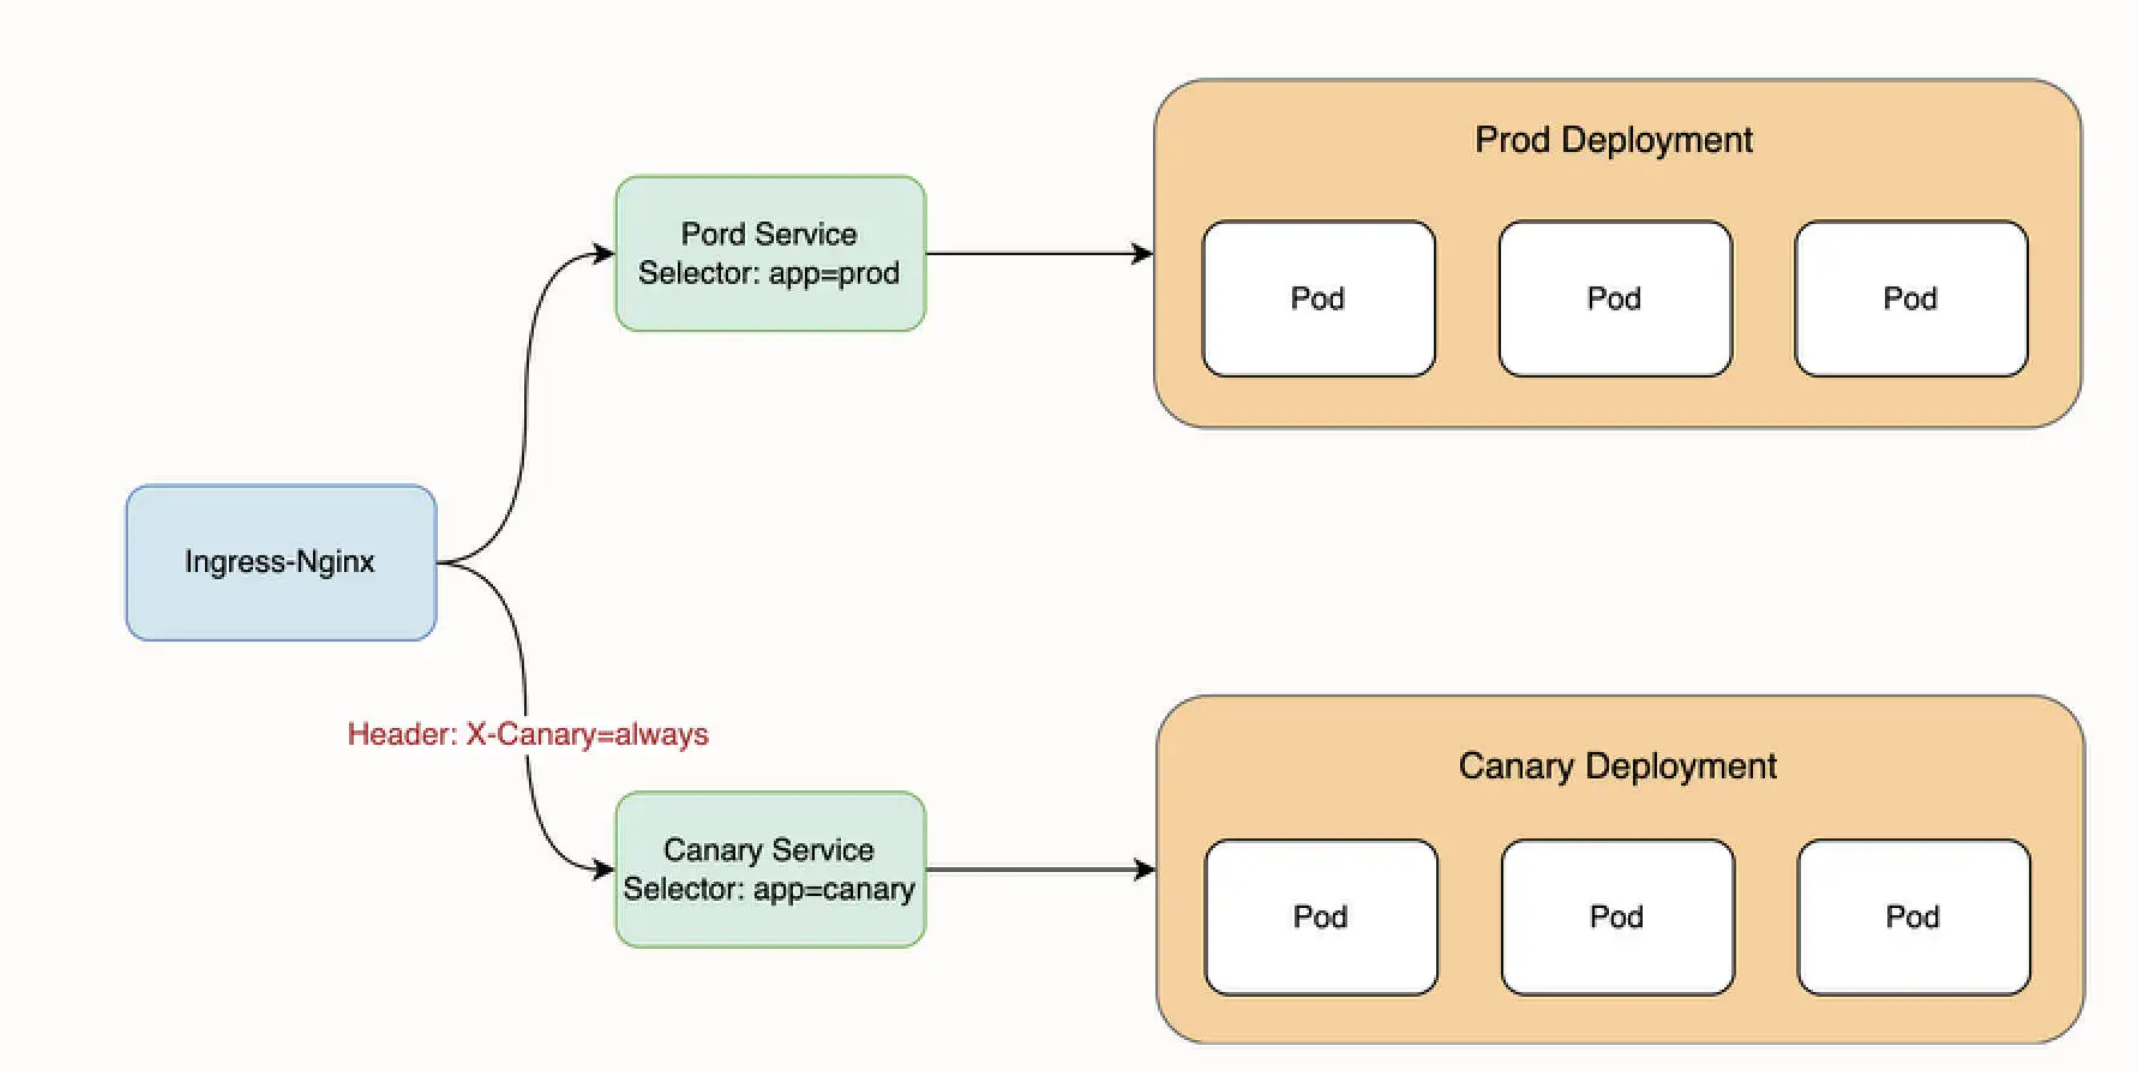 Prod Deployment
Pord Service
Selector: app=prod
Pod
Pod
Pod
Ingress-Nginx
Header: X-Canary=always
Canary Deployment
Canary Service
Selector: app=canary
Pod
Pod
Pod